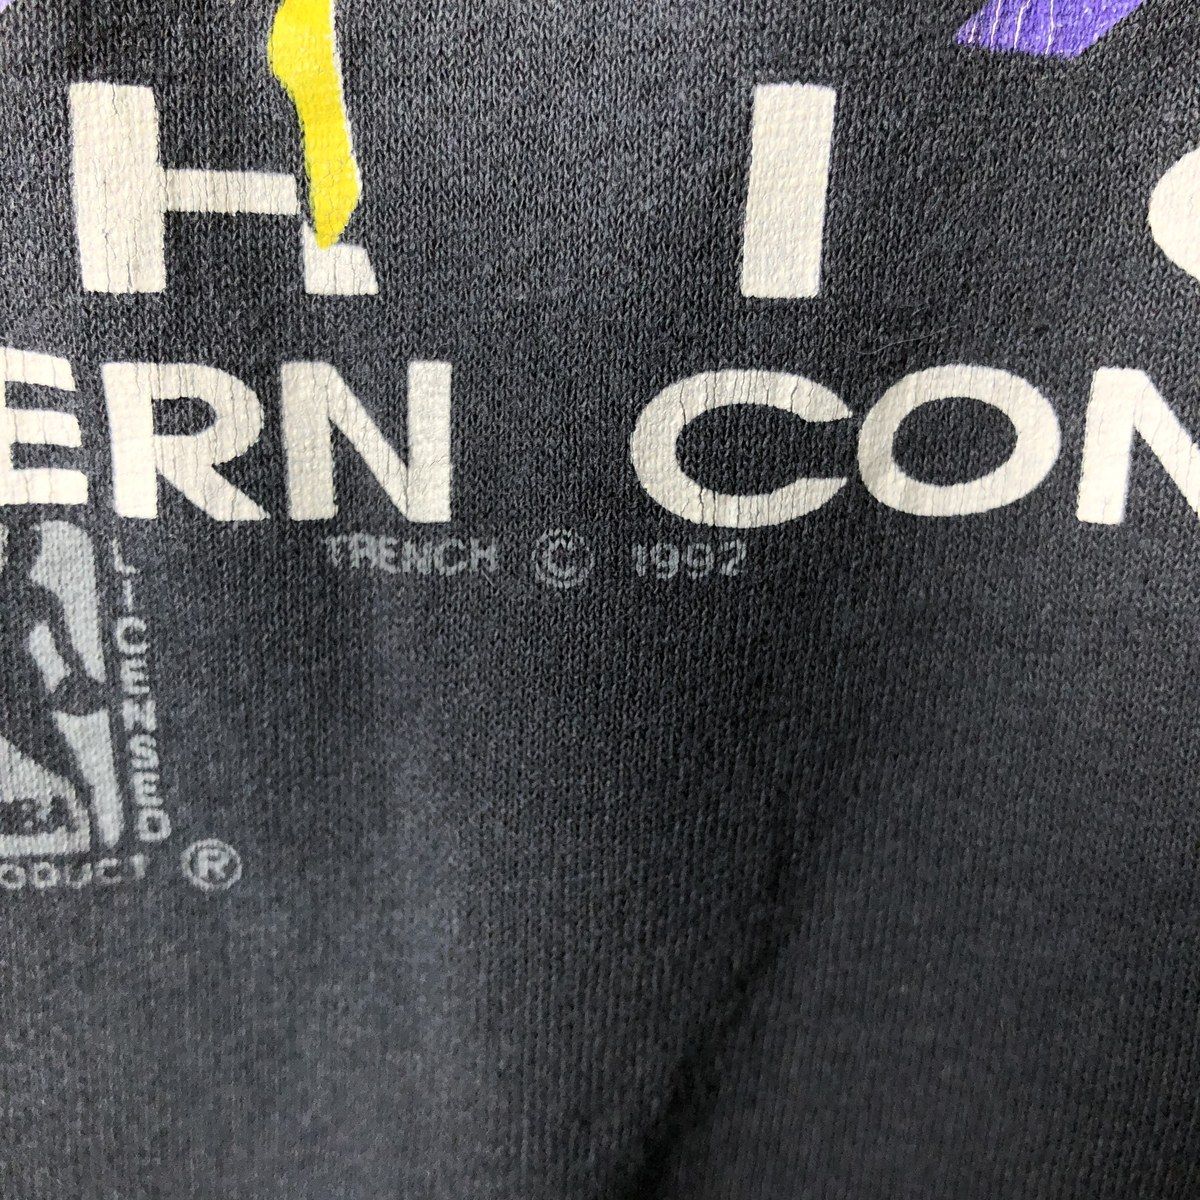 H I
ERN CON
TRENCH © 1992
LICENSED
ODUCT ®